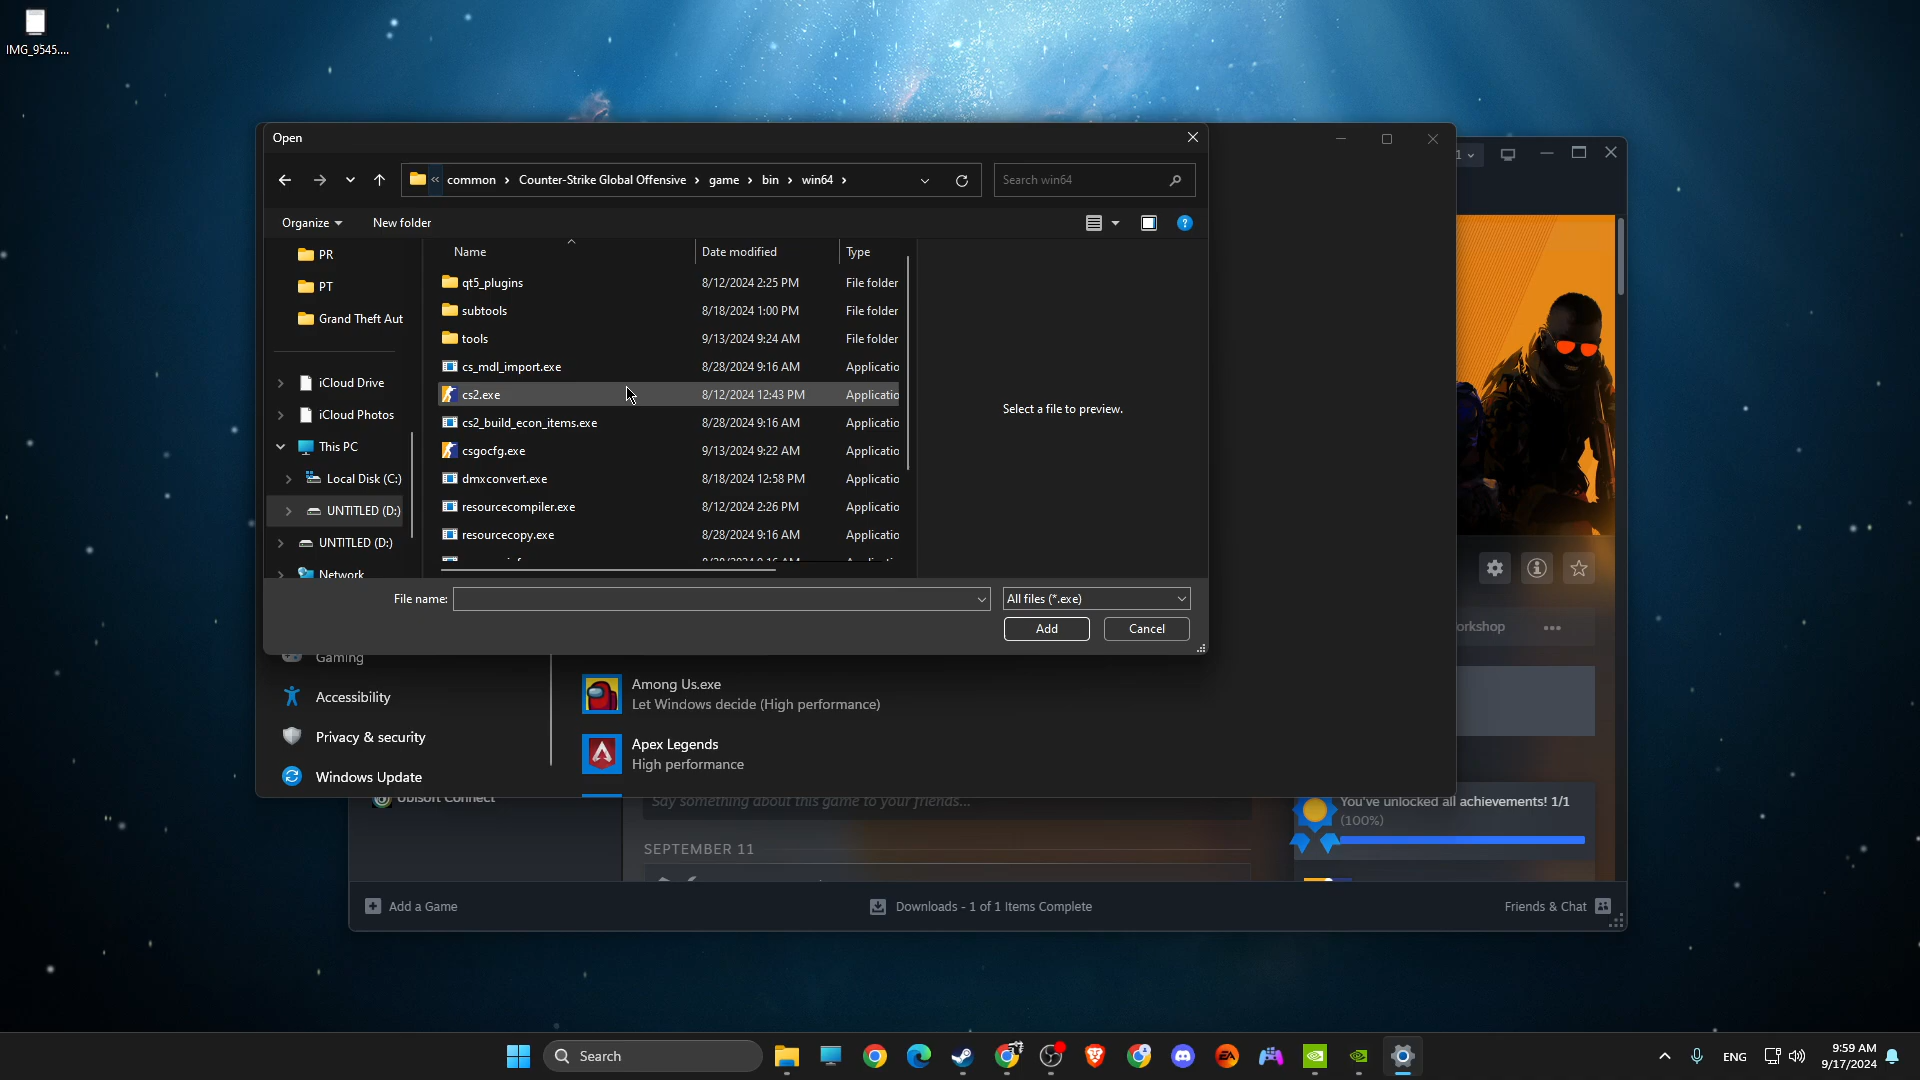 IMG_9545....
Open
« common › Counter-Strike Global Offensive › game › bin › win64 ›
Search win64
Organize
New folder
PR
PT
Grand Theft Aut
iCloud Drive
iCloud Photos
This PC
Local Disk (C:)
UNTITLED (D:)
UNTITLED (D:)
Network
Name Date modified Type
qt5_plugins 8/12/2024 2:25 PM File folder
subtools 8/18/2024 1:00 PM File folder
tools 9/13/2024 9:24 AM File folder
cs_mdl_import.exe 8/28/2024 9:16 AM Applicatio
cs2.exe 8/12/2024 12:43 PM Applicatio
cs2_build_econ_items.exe 8/28/2024 9:16 AM Applicatio
csgocfg.exe 9/13/2024 9:22 AM Applicatio
dmxconvert.exe 8/18/2024 12:58 PM Applicatio
resourcecompiler.exe 8/12/2024 2:26 PM Applicatio
resourcecopy.exe 8/28/2024 9:16 AM Applicatio
Select a file to preview.
File name:
All files (*.exe)
Add
Cancel
1
orkshop
Gaming
Accessibility
Privacy & security
Windows Update
Among Us.exe
Let Windows decide (High performance)
Apex Legends
High performance
Ubisoft Connect
Say something about this game to your friends...
SEPTEMBER 11
You've unlocked all achievements! 1/1
(100%)
Add a Game
Downloads - 1 of 1 Items Complete
Friends & Chat
Search
ENG
9:59 AM
9/17/2024